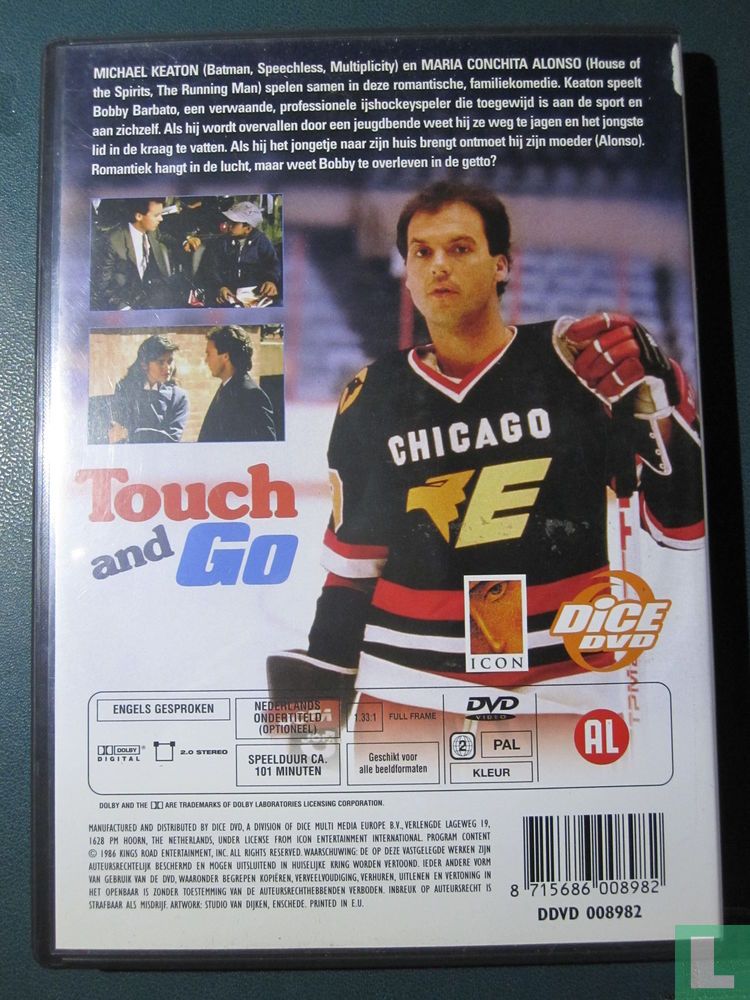 MICHAEL KEATON (Batman, Speechless, Multiplicity) en MARIA CONCHITA ALONSO (House of
the Spirits, The Running Man) spelen samen in deze romantische, familiekomedie. Keaton speelt
Bobby Barbato, een verwaande, professionele ijshockeyspeler die toegewijd is aan de sport en
aan zichzelf. Als hij wordt overvallen door een jeugdbende weet hij ze weg te jagen en het jongste
lid in de kraag te vatten. Als hij het jongetje naar zijn huis brengt ontmoet hij zijn moeder (Alonso).
Romantiek hangt in de lucht, maar weet Bobby te overleven in de getto?
CHICAGO
E
Touch
and Go
ICON
DiCE
DVD
ENGELS GESPROKEN
NEDERLANDS
ONDERTITELD
(OPTIONEEL)
1.33:1 FULL FRAME
DVD
VIDEO
DOLBY
DIGITAL
2.0 STEREO
SPEELDUUR CA.
101 MINUTEN
Geschikt voor
alle beeldformaten
2
PAL
KLEUR
AL
DOLBY AND THE ARE TRADEMARKS OF DOLBY LABORATORIES LICENSING CORPORATION.
MANUFACTURED AND DISTRIBUTED BY DICE DVD, A DIVISION OF DICE MULTI MEDIA EUROPE B.V., VERLENGDE LAGEWEG 19,
1628 PM HOORN, THE NETHERLANDS, UNDER LICENSE FROM ICON ENTERTAINMENT INTERNATIONAL. PROGRAM CONTENT
© 1986 KINGS ROAD ENTERTAINMENT, INC. ALL RIGHTS RESERVED. WAARSCHUWING: DE OP DEZE VASTGELEGDE WERKEN ZIJN
AUTEURSRECHTELIJK BESCHERMD EN MOGEN UITSLUITEND IN HUISELIJKE KRING WORDEN VERTOOND. IEDER ANDERE VORM
VAN GEBRUIK VAN DE DVD, WAARONDER BEGREPEN KOPIËREN, VERVEELVOUDIGING, VERHUREN, UITLENEN EN VERTONING IN
HET OPENBAAR IS ZONDER TOESTEMMING VAN DE AUTEURSRECHTHEBBENDEN VERBODEN. INBREUK OP AUTEURSRECHT IS
STRAFBAAR ALS MISDRIJF. ARTWORK: STUDIO VAN DIJKEN, ENSCHEDE. PRINTED IN E.U.
8 715686 008982
DDVD 008982
L